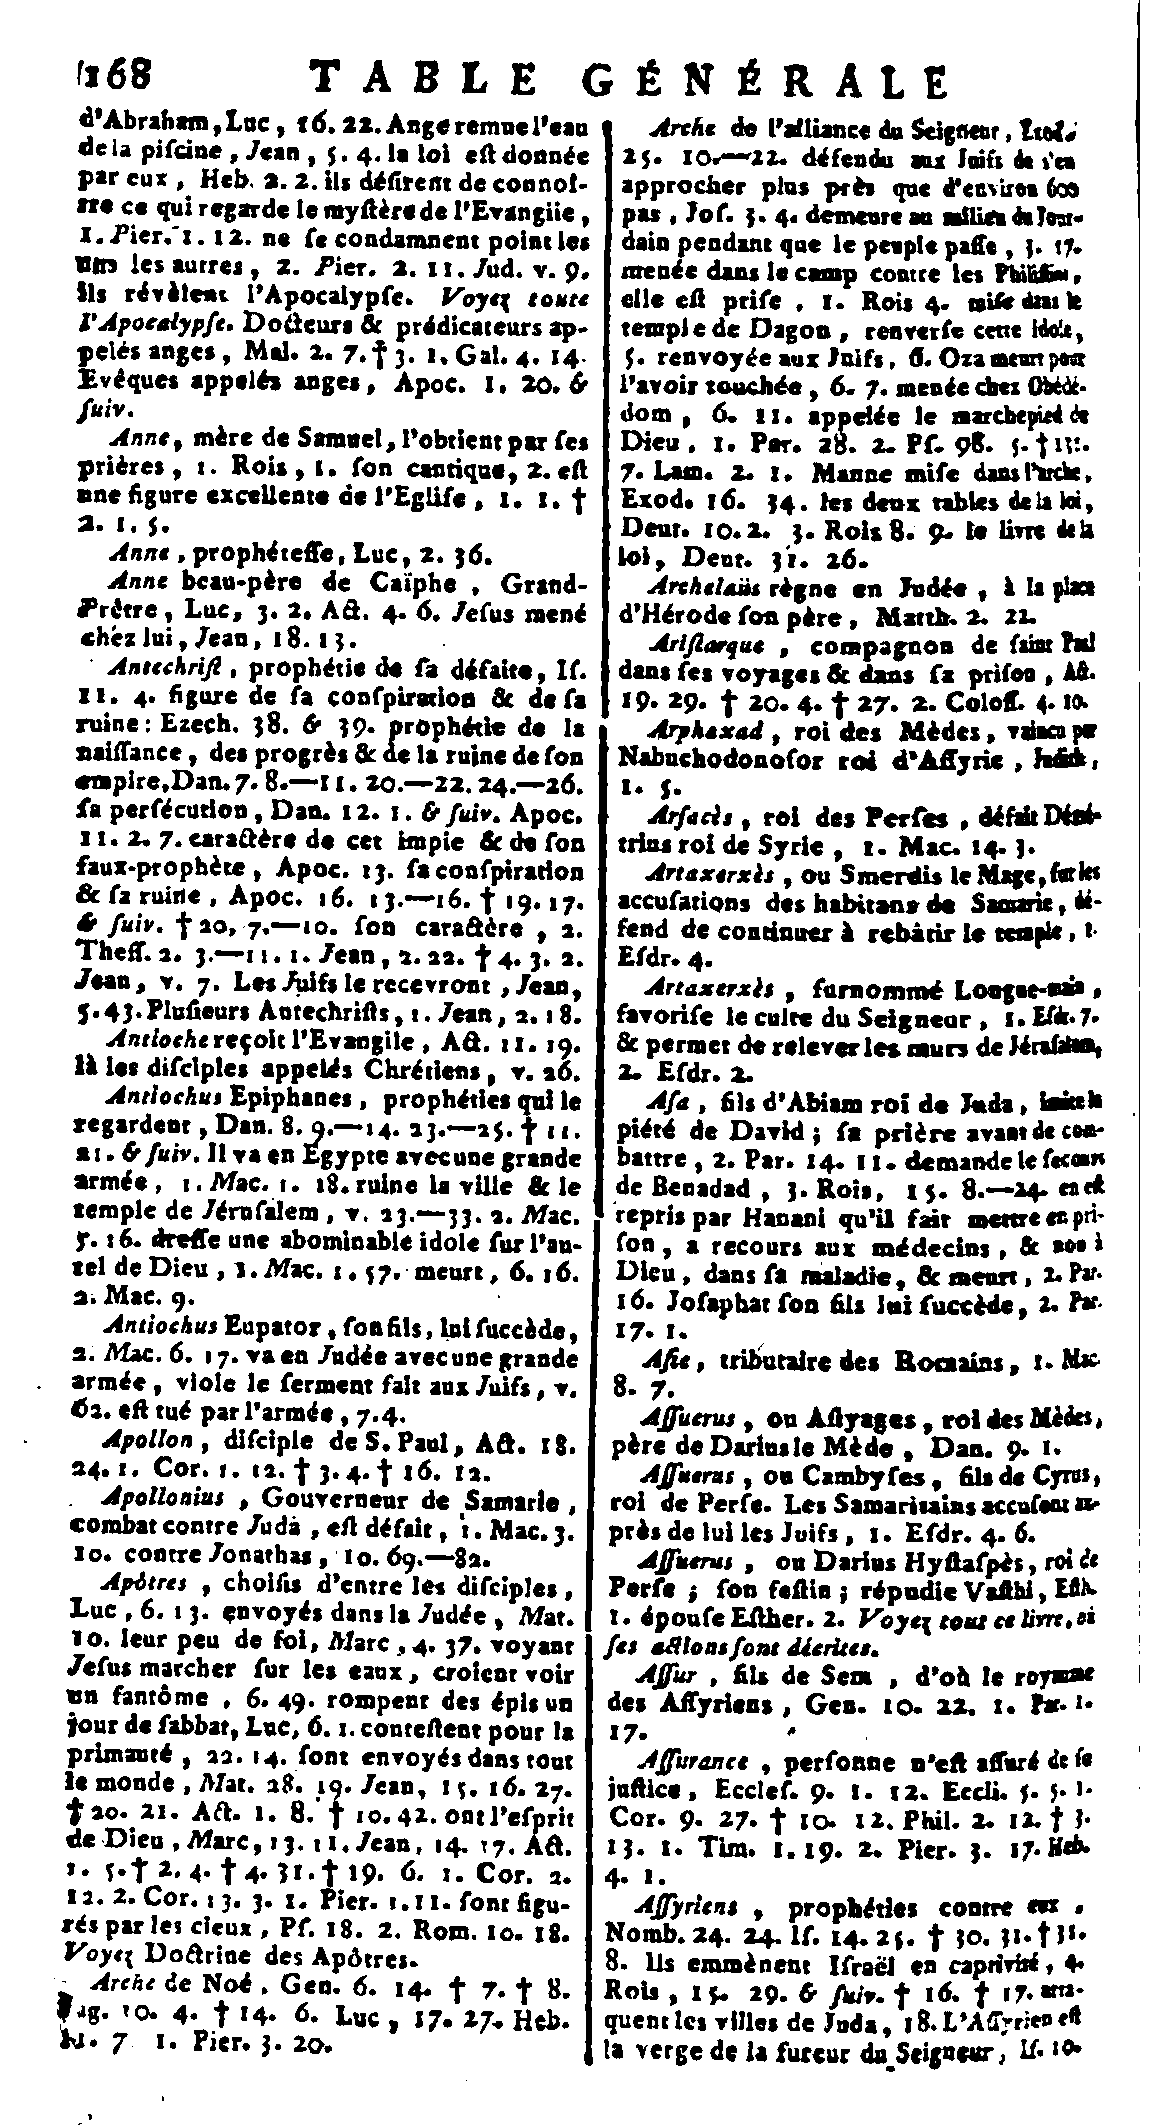 168 TABLE GÉNÉRALE
d'Abraham, Luc, 16. 22. Ange remue l'eau
de la piſcine, Jean, 5. 4. la loi eſt donnée
par eux, Heb. 2. 2. ils déſirent de connoî-
tre ce qui regarde le myſtère de l'Evangile,
1. Pier. 1. 12. ne ſe condamnent point les
uns les autres, 2. Pier. 2. 11. Jud. v. 9.
Ils révèlent l'Apocalypſe. Voyez toute
l'Apocalypſe. Docteurs & prédicateurs ap-
pelés anges, Mal. 2. 7. † 3. 1. Gal. 4. 14.
Evêques appelés anges, Apoc. 1. 20. &
ſuiv.
Anne, mère de Samuel, l'obtient par ſes
prières, 1. Rois, 1. ſon cantique, 2. eſt
une figure excellente de l'Egliſe, 1. 1. †
2. 1. 5.
Anne, prophéteſſe, Luc, 2. 36.
Anne beau-père de Caïphe, Grand-
Prêtre, Luc, 3. 2. Act. 4. 6. Jeſus mené
chez lui, Jean, 18. 13.
Antechriſt, prophétie de ſa défaite, Iſ.
11. 4. figure de ſa conſpiration & de ſa
ruine: Ezech. 38. & 39. prophétie de la
naiſſance, des progrès & de la ruine de ſon
empire, Dan. 7. 8.—11. 20.—22. 24.—26.
ſa perſécution, Dan. 12. 1. & ſuiv. Apoc.
11. 2. 7. caractère de cet impie & de ſon
faux-prophète, Apoc. 13. ſa conſpiration
& ſa ruine, Apoc. 16. 13.—16. † 19. 17.
& ſuiv. † 20, 7.—10. ſon caractère, 2.
Theſſ. 2. 3.—11. 1. Jean, 2. 22. † 4. 3. 2.
Jean, v. 7. Les Juifs le recevront, Jean,
5. 43. Pluſieurs Antechriſts, 1. Jean, 2. 18.
Antioche reçoit l'Evangile, Act. 11. 19.
là les diſciples appelés Chrétiens, v. 26.
Antiochus Epiphanes, prophéties qui le
regardent, Dan. 8. 9.—14. 23.—25. † 11.
21. & ſuiv. Il va en Egypte avec une grande
armée, 1. Mac. 1. 18. ruine la ville & le
temple de Jéruſalem, v. 23.—33. 2. Mac.
5. 16. dreſſe une abominable idole ſur l'au-
tel de Dieu, 1. Mac. 1. 57. meurt, 6. 16.
2. Mac. 9.
Antiochus Eupator, ſon fils, lui ſuccède,
2. Mac. 6. 17. va en Judée avec une grande
armée, viole le ſerment fait aux Juifs, v.
62. eſt tué par l'armée, 7. 4.
Apollon, diſciple de S. Paul, Act. 18.
24. 1. Cor. 1. 12. † 3. 4. † 16. 12.
Apollonius, Gouverneur de Samarie,
combat contre Juda, eſt défait, 1. Mac. 3.
10. contre Jonathas, 10. 69.—82.
Apôtres, choiſis d'entre les diſciples,
Luc, 6. 13. envoyés dans la Judée, Mat.
10. leur peu de foi, Marc, 4. 37. voyant
Jeſus marcher ſur les eaux, croient voir
un fantôme, 6. 49. rompent des épis un
jour de ſabbat, Luc, 6. 1. conteſtent pour la
primauté, 22. 14. ſont envoyés dans tout
le monde, Mat. 28. 19. Jean, 15. 16. 27.
† 20. 21. Act. 1. 8. † 10. 42. ont l'eſprit
de Dieu, Marc, 13. 11. Jean, 14. 17. Act.
1. 5. † 2. 4. † 4. 31. † 19. 6. 1. Cor. 2.
12. 2. Cor. 13. 3. 1. Pier. 1. 11. ſont figu-
rés par les cieux, Pſ. 18. 2. Rom. 10. 18.
Voyez Doctrine des Apôtres.
Arche de Noé, Gen. 6. 14. † 7. † 8.
Sag. 10. 4. † 14. 6. Luc, 17. 27. Heb.
7 1. Pier. 3. 20.
Arche de l'alliance du Seigneur, Exod.
25. 10.—22. défendu aux Juifs de s'en
approcher plus près que d'environ 600
pas, Joſ. 3. 4. demeure au milieu du Jour-
dain pendant que le peuple paſſe, 3. 17.
menée dans le camp contre les Philiſtins,
elle eſt priſe, 1. Rois 4. miſe dans le
temple de Dagon, renverſe cette idole,
5. renvoyée aux Juifs, 6. Oza meurt pour
l'avoir touchée, 6. 7. menée chez Obédé-
dom, 6. 11. appelée le marchepied de
Dieu, 1. Par. 28. 2. Pſ. 98. 5. † 131.
7. Lam. 2. 1. Manne miſe dans l'arche,
Exod. 16. 34. les deux tables de la loi,
Deut. 10. 2. 3. Rois 8. 9. le livre de la
loi, Deut. 31. 26.
Archelaüs règne en Judée, à la place
d'Hérode ſon père, Matth. 2. 22.
Ariſtarque, compagnon de ſaint Paul
dans ſes voyages & dans ſa priſon, Act.
19. 29. † 20. 4. † 27. 2. Coloſſ. 4. 10.
Arphaxad, roi des Mèdes, vaincu par
Nabuchodonoſor roi d'Aſſyrie, Judith,
1. 5.
Arſacès, roi des Perſes, défait Démé-
trius roi de Syrie, 1. Mac. 14. 3.
Artaxerxès, ou Smerdis le Mage, ſur les
accuſations des habitans de Samarie, dé-
fend de continuer à rebâtir le temple, 1.
Eſdr. 4.
Artaxerxès, ſurnommé Longue-main,
favoriſe le culte du Seigneur, 1. Eſdr. 7.
& permet de relever les murs de Jéruſalem,
2. Eſdr. 2.
Aſa, fils d'Abiam roi de Juda, imite la
piété de David; ſa prière avant de com-
battre, 2. Par. 14. 11. demande le ſecours
de Benadad, 3. Rois, 15. 8.—24. en eſt
repris par Hanani qu'il fait mettre en pri-
ſon, a recours aux médecins, & non à
Dieu, dans ſa maladie, & meurt, 2. Par.
16. Joſaphat ſon fils lui ſuccède, 2. Par.
17. 1.
Aſie, tributaire des Romains, 1. Mac.
8. 7.
Aſſuerus, ou Aſtyages, roi des Mèdes,
père de Darius le Mède, Dan. 9. 1.
Aſſuerus, ou Cambyſes, fils de Cyrus,
roi de Perſe. Les Samaritains accuſent au-
près de lui les Juifs, 1. Eſdr. 4. 6.
Aſſuerus, ou Darius Hyſtaſpès, roi de
Perſe; ſon feſtin; répudie Vaſthi, Eſth.
1. épouſe Eſther. 2. Voyez tout ce livre, où
ſes actions ſont décrites.
Aſſur, fils de Sem, d'où le royaume
des Aſſyriens, Gen. 10. 22. 1. Par. 1.
17.
Aſſurance, perſonne n'eſt aſſuré de ſa
juſtice, Eccleſ. 9. 1. 12. Eccli. 5. 5. 1.
Cor. 9. 27. † 10. 12. Phil. 2. 12. † 3.
13. 1. Tim. 1. 19. 2. Pier. 3. 17. Heb.
4. 1.
Aſſyriens, prophéties contre eux,
Nomb. 24. 24. Iſ. 14. 25. † 30. 31. † 31.
8. Ils emmènent Iſraël en captivité, 4.
Rois, 15. 29. & ſuiv. † 16. † 17. atta-
quent les villes de Juda, 18. L'Aſſyrien eſt
la verge de la fureur du Seigneur, Iſ. 10.